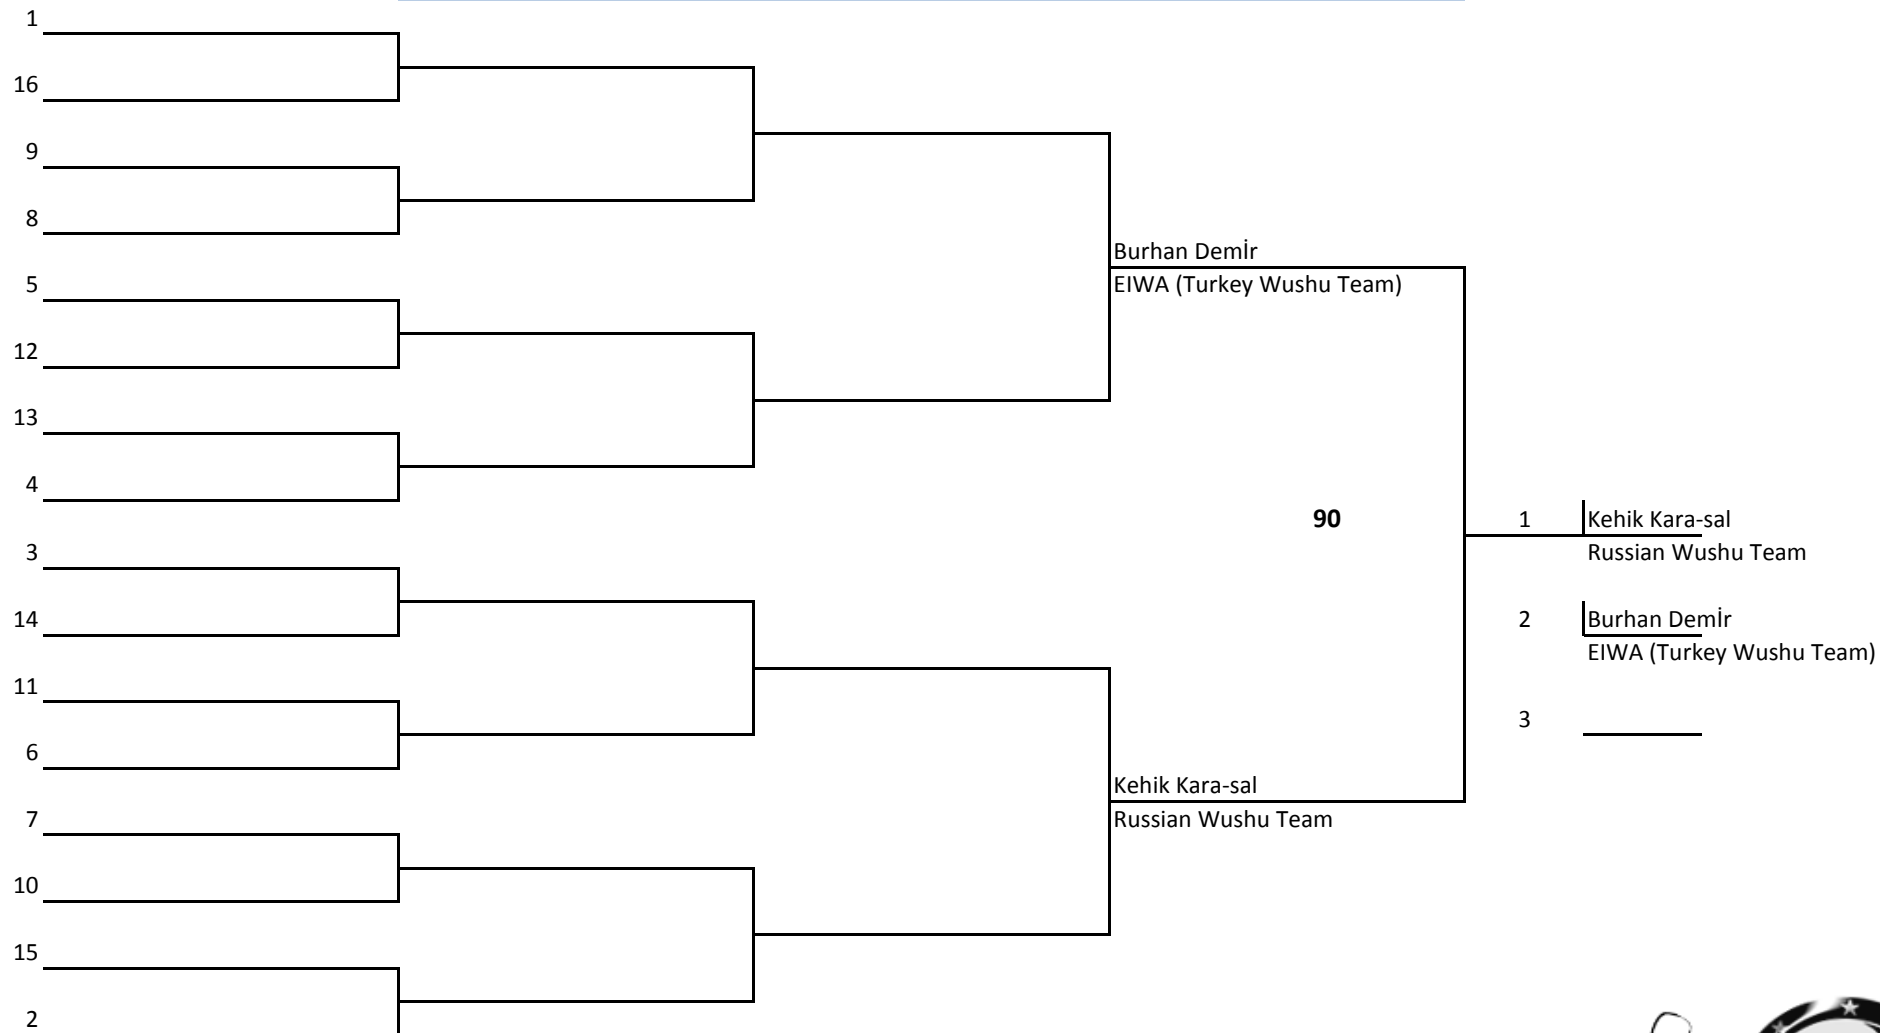 1
16
9
8
Burhan Demİr
EIWA (Turkey Wushu Team)
5
12
13
4
90
1
Kehik Kara-sal
Russian Wushu Team
3
14
2
Burhan Demİr
EIWA (Turkey Wushu Team)
11
3
6
Kehik Kara-sal
Russian Wushu Team
7
10
15
2